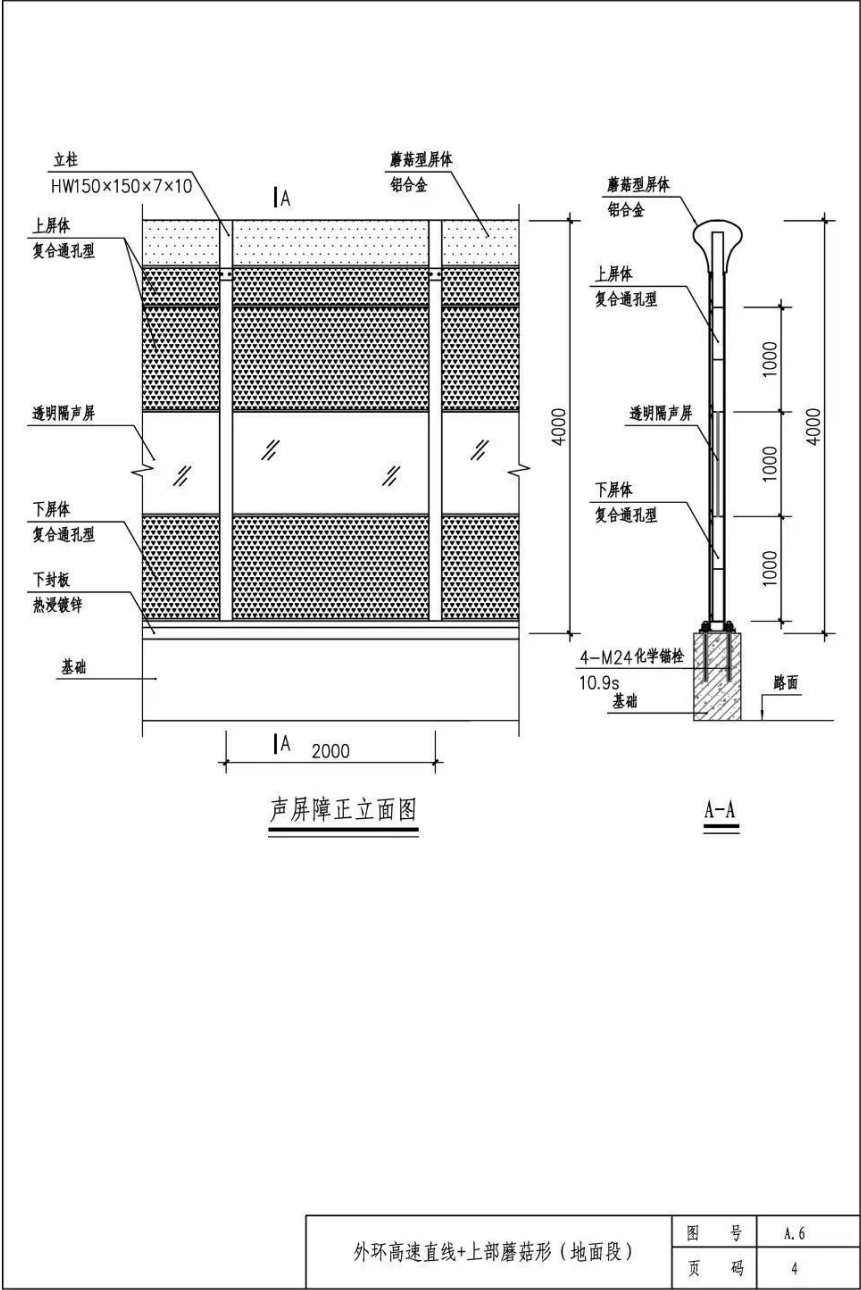 立柱
HW150×150×7×10
A
蘑菇型屏体
铝合金
上屏体
复合通孔型
透明隔声屏
下屏体
复合通孔型
下封板
热浸镀锌
基础
4000
A
2000
声屏障正立面图
蘑菇型屏体
铝合金
上屏体
复合通孔型
透明隔声屏
下屏体
复合通孔型
1000
1000
1000
4000
4-M24化学锚栓
10.9s
基础
路面
A-A
外环高速直线+上部蘑菇形（地面段）
图 号 A.6
页 码 4